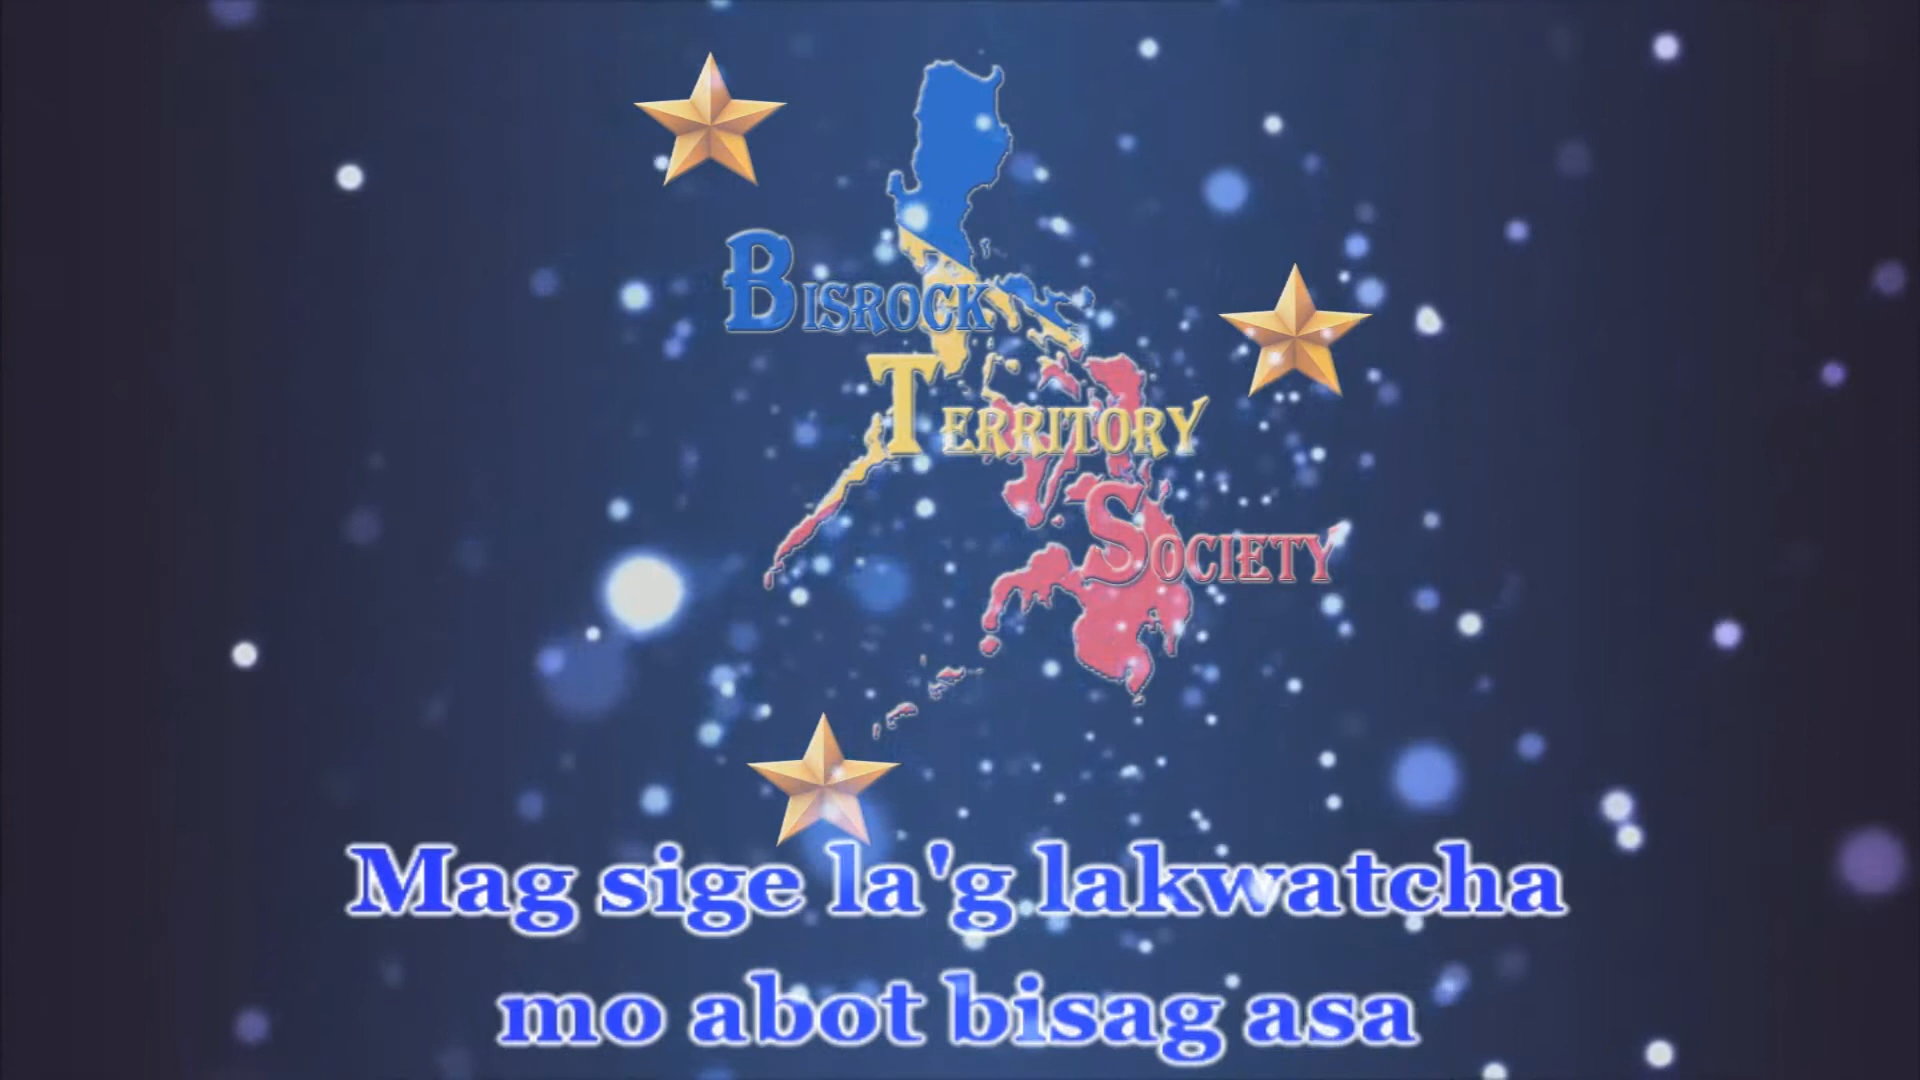 BISROCK
TERRITORY
SOCIETY
Mag sige la'g lakwatcha
mo abot bisag asa